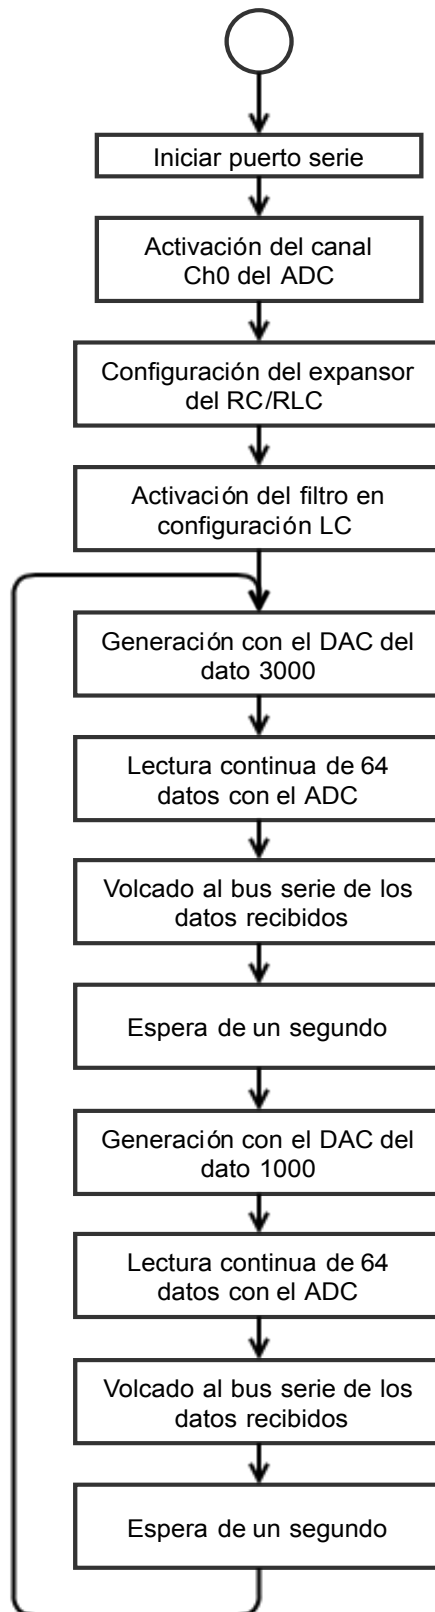 Iniciar puerto serie
Activación del canal
Ch0 del ADC
Configuración del expansor
del RC/RLC
Activación del filtro en
configuración LC
Generación con el DAC del
dato 3000
Lectura continua de 64
datos con el ADC
Volcado al bus serie de los
datos recibidos
Espera de un segundo
Generación con el DAC del
dato 1000
Lectura continua de 64
datos con el ADC
Volcado al bus serie de los
datos recibidos
Espera de un segundo